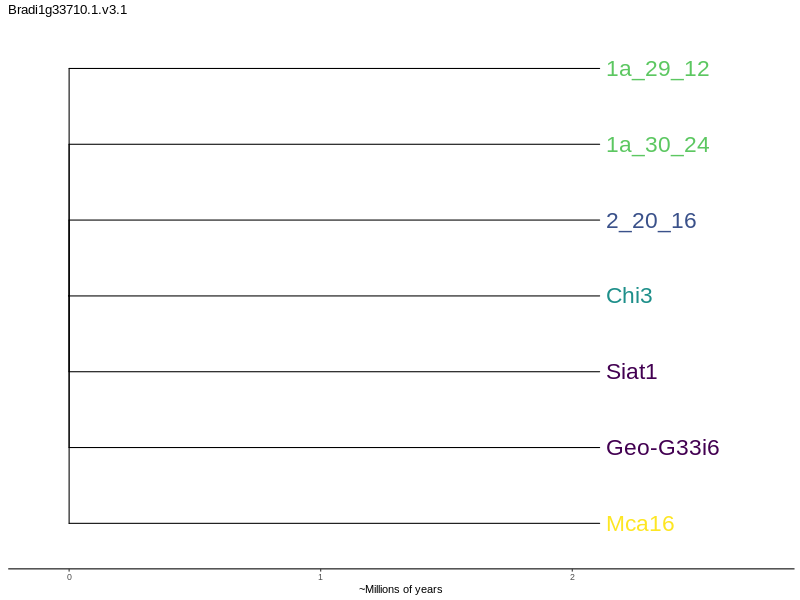 Bradi1g33710.1.v3.1
1a_29_12
1a_30_24
2_20_16
Chi3
Siat1
Geo-G33i6
Mca16
0 1 2
~Millions of years